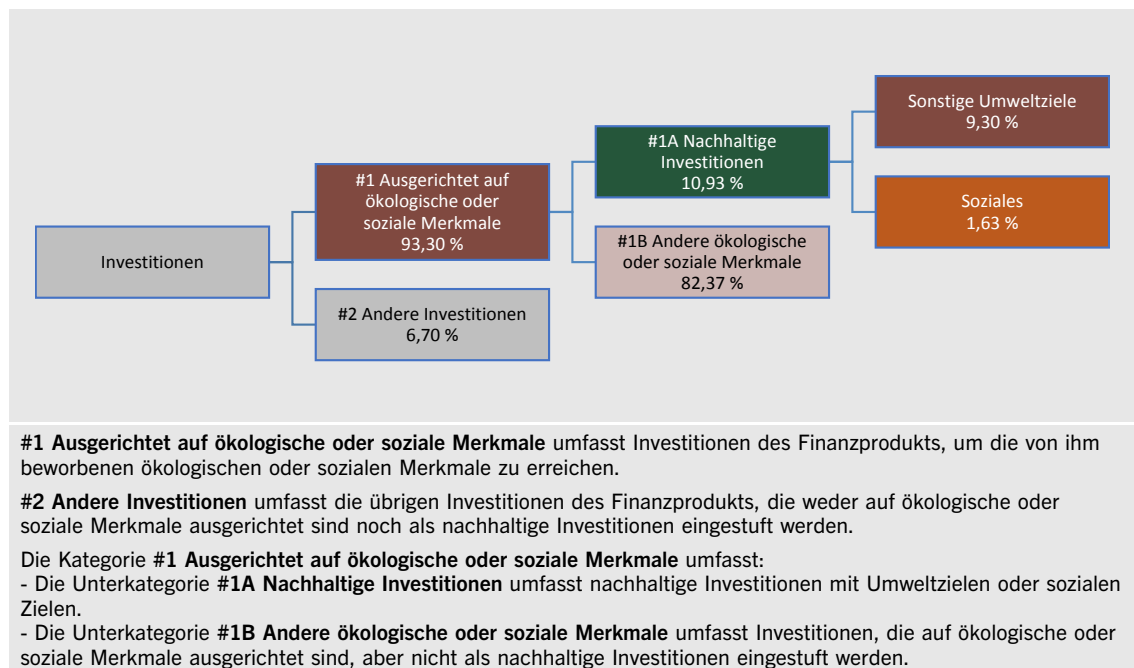 Sonstige Umweltziele
9,30 %
#1A Nachhaltige
Investitionen
10,93 %
#1 Ausgerichtet auf
ökologische oder
soziale Merkmale
93,30 %
Soziales
1,63 %
Investitionen
#1B Andere ökologische
oder soziale Merkmale
82,37 %
#2 Andere Investitionen
6,70 %
#1 Ausgerichtet auf ökologische oder soziale Merkmale umfasst Investitionen des Finanzprodukts, um die von ihm
beworbenen ökologischen oder sozialen Merkmale zu erreichen.
#2 Andere Investitionen umfasst die übrigen Investitionen des Finanzprodukts, die weder auf ökologische oder
soziale Merkmale ausgerichtet sind noch als nachhaltige Investitionen eingestuft werden.
Die Kategorie #1 Ausgerichtet auf ökologische oder soziale Merkmale umfasst:
- Die Unterkategorie #1A Nachhaltige Investitionen umfasst nachhaltige Investitionen mit Umweltzielen oder sozialen
Zielen.
- Die Unterkategorie #1B Andere ökologische oder soziale Merkmale umfasst Investitionen, die auf ökologische oder
soziale Merkmale ausgerichtet sind, aber nicht als nachhaltige Investitionen eingestuft werden.